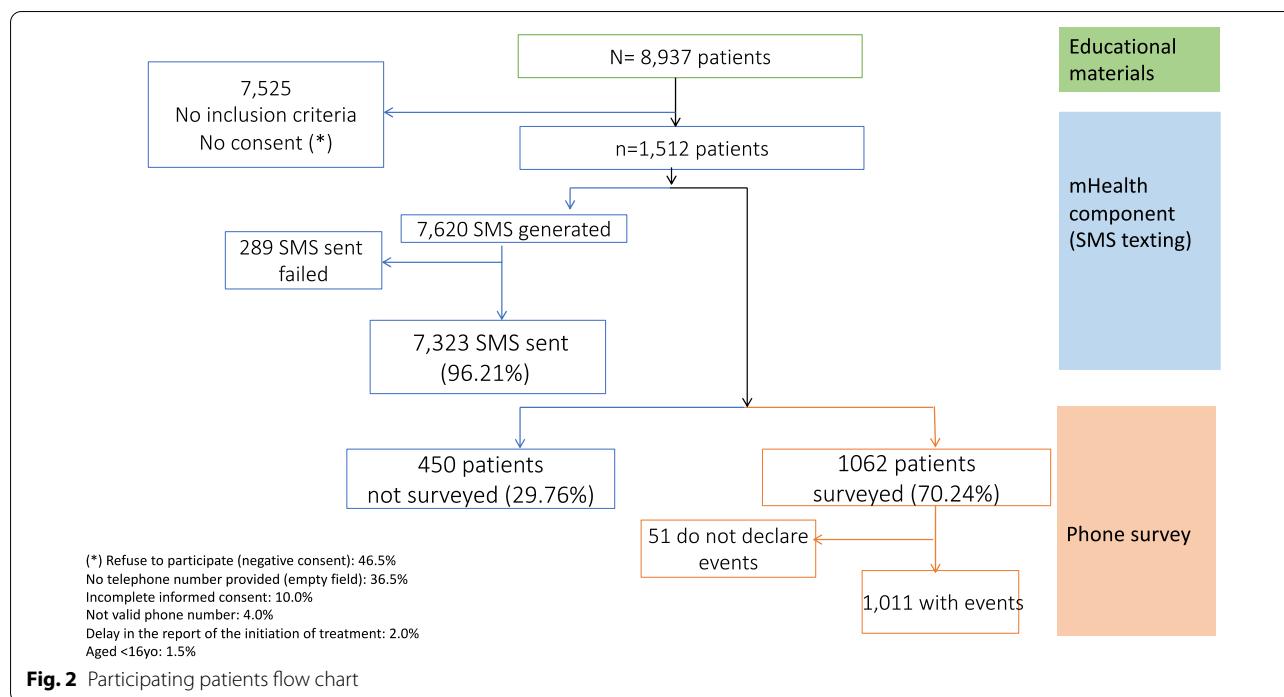 N= 8,937 patients
Educational
materials
7,525
No inclusion criteria
No consent (*)
n=1,512 patients
mHealth
component
(SMS texting)
7,620 SMS generated
289 SMS sent
failed
7,323 SMS sent
(96.21%)
450 patients
not surveyed (29.76%)
1062 patients
surveyed (70.24%)
Phone survey
51 do not declare
events
1,011 with events
(*) Refuse to participate (negative consent): 46.5%
No telephone number provided (empty field): 36.5%
Incomplete informed consent: 10.0%
Not valid phone number: 4.0%
Delay in the report of the initiation of treatment: 2.0%
Aged <16yo: 1.5%
Fig. 2 Participating patients flow chart